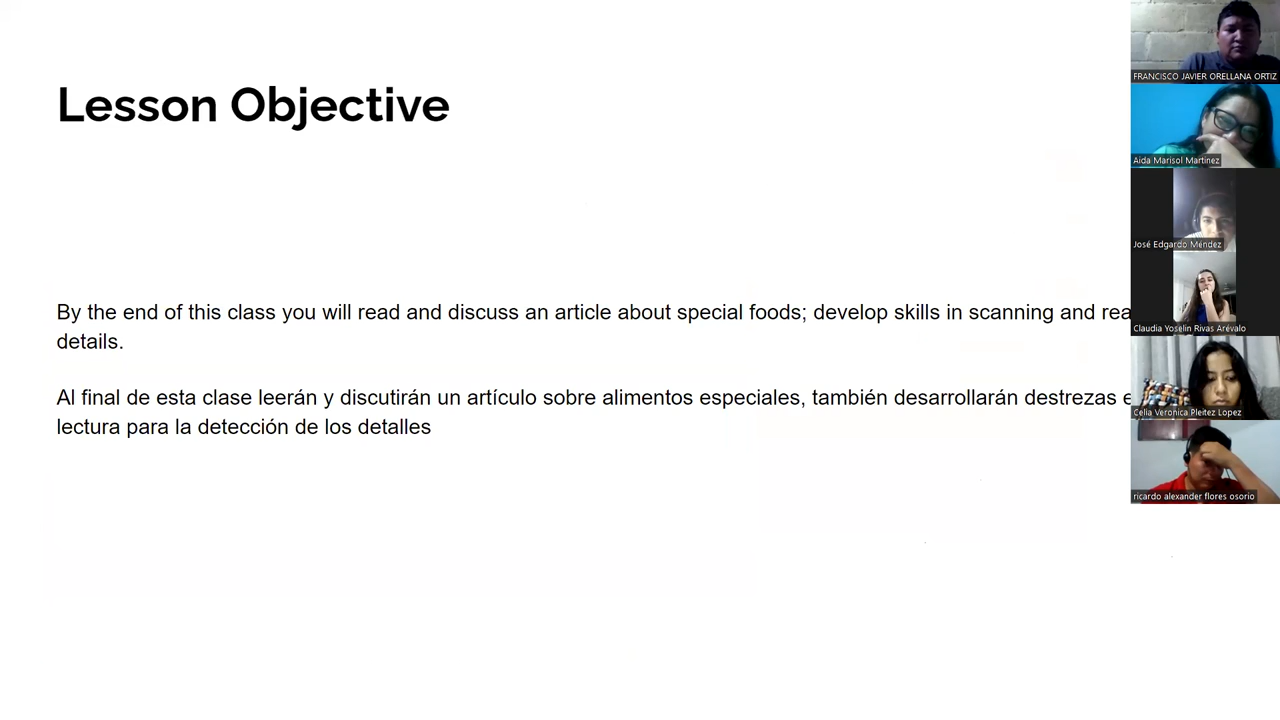 Lesson Objective
By the end of this class you will read and discuss an article about special foods; develop skills in scanning and
details.
Al final de esta clase leerán y discutirán un artículo sobre alimentos especiales, también desarrollarán destrezas
lectura para la detección de los detalles
FRANCISCO JAVIER ORELLANA ORTIZ
Aida Marisol Martinez
José Edgardo Méndez
Claudia Yoselin Rivas Arévalo
Celia Veronica Pleitez Lopez
ricardo alexander flores osorio